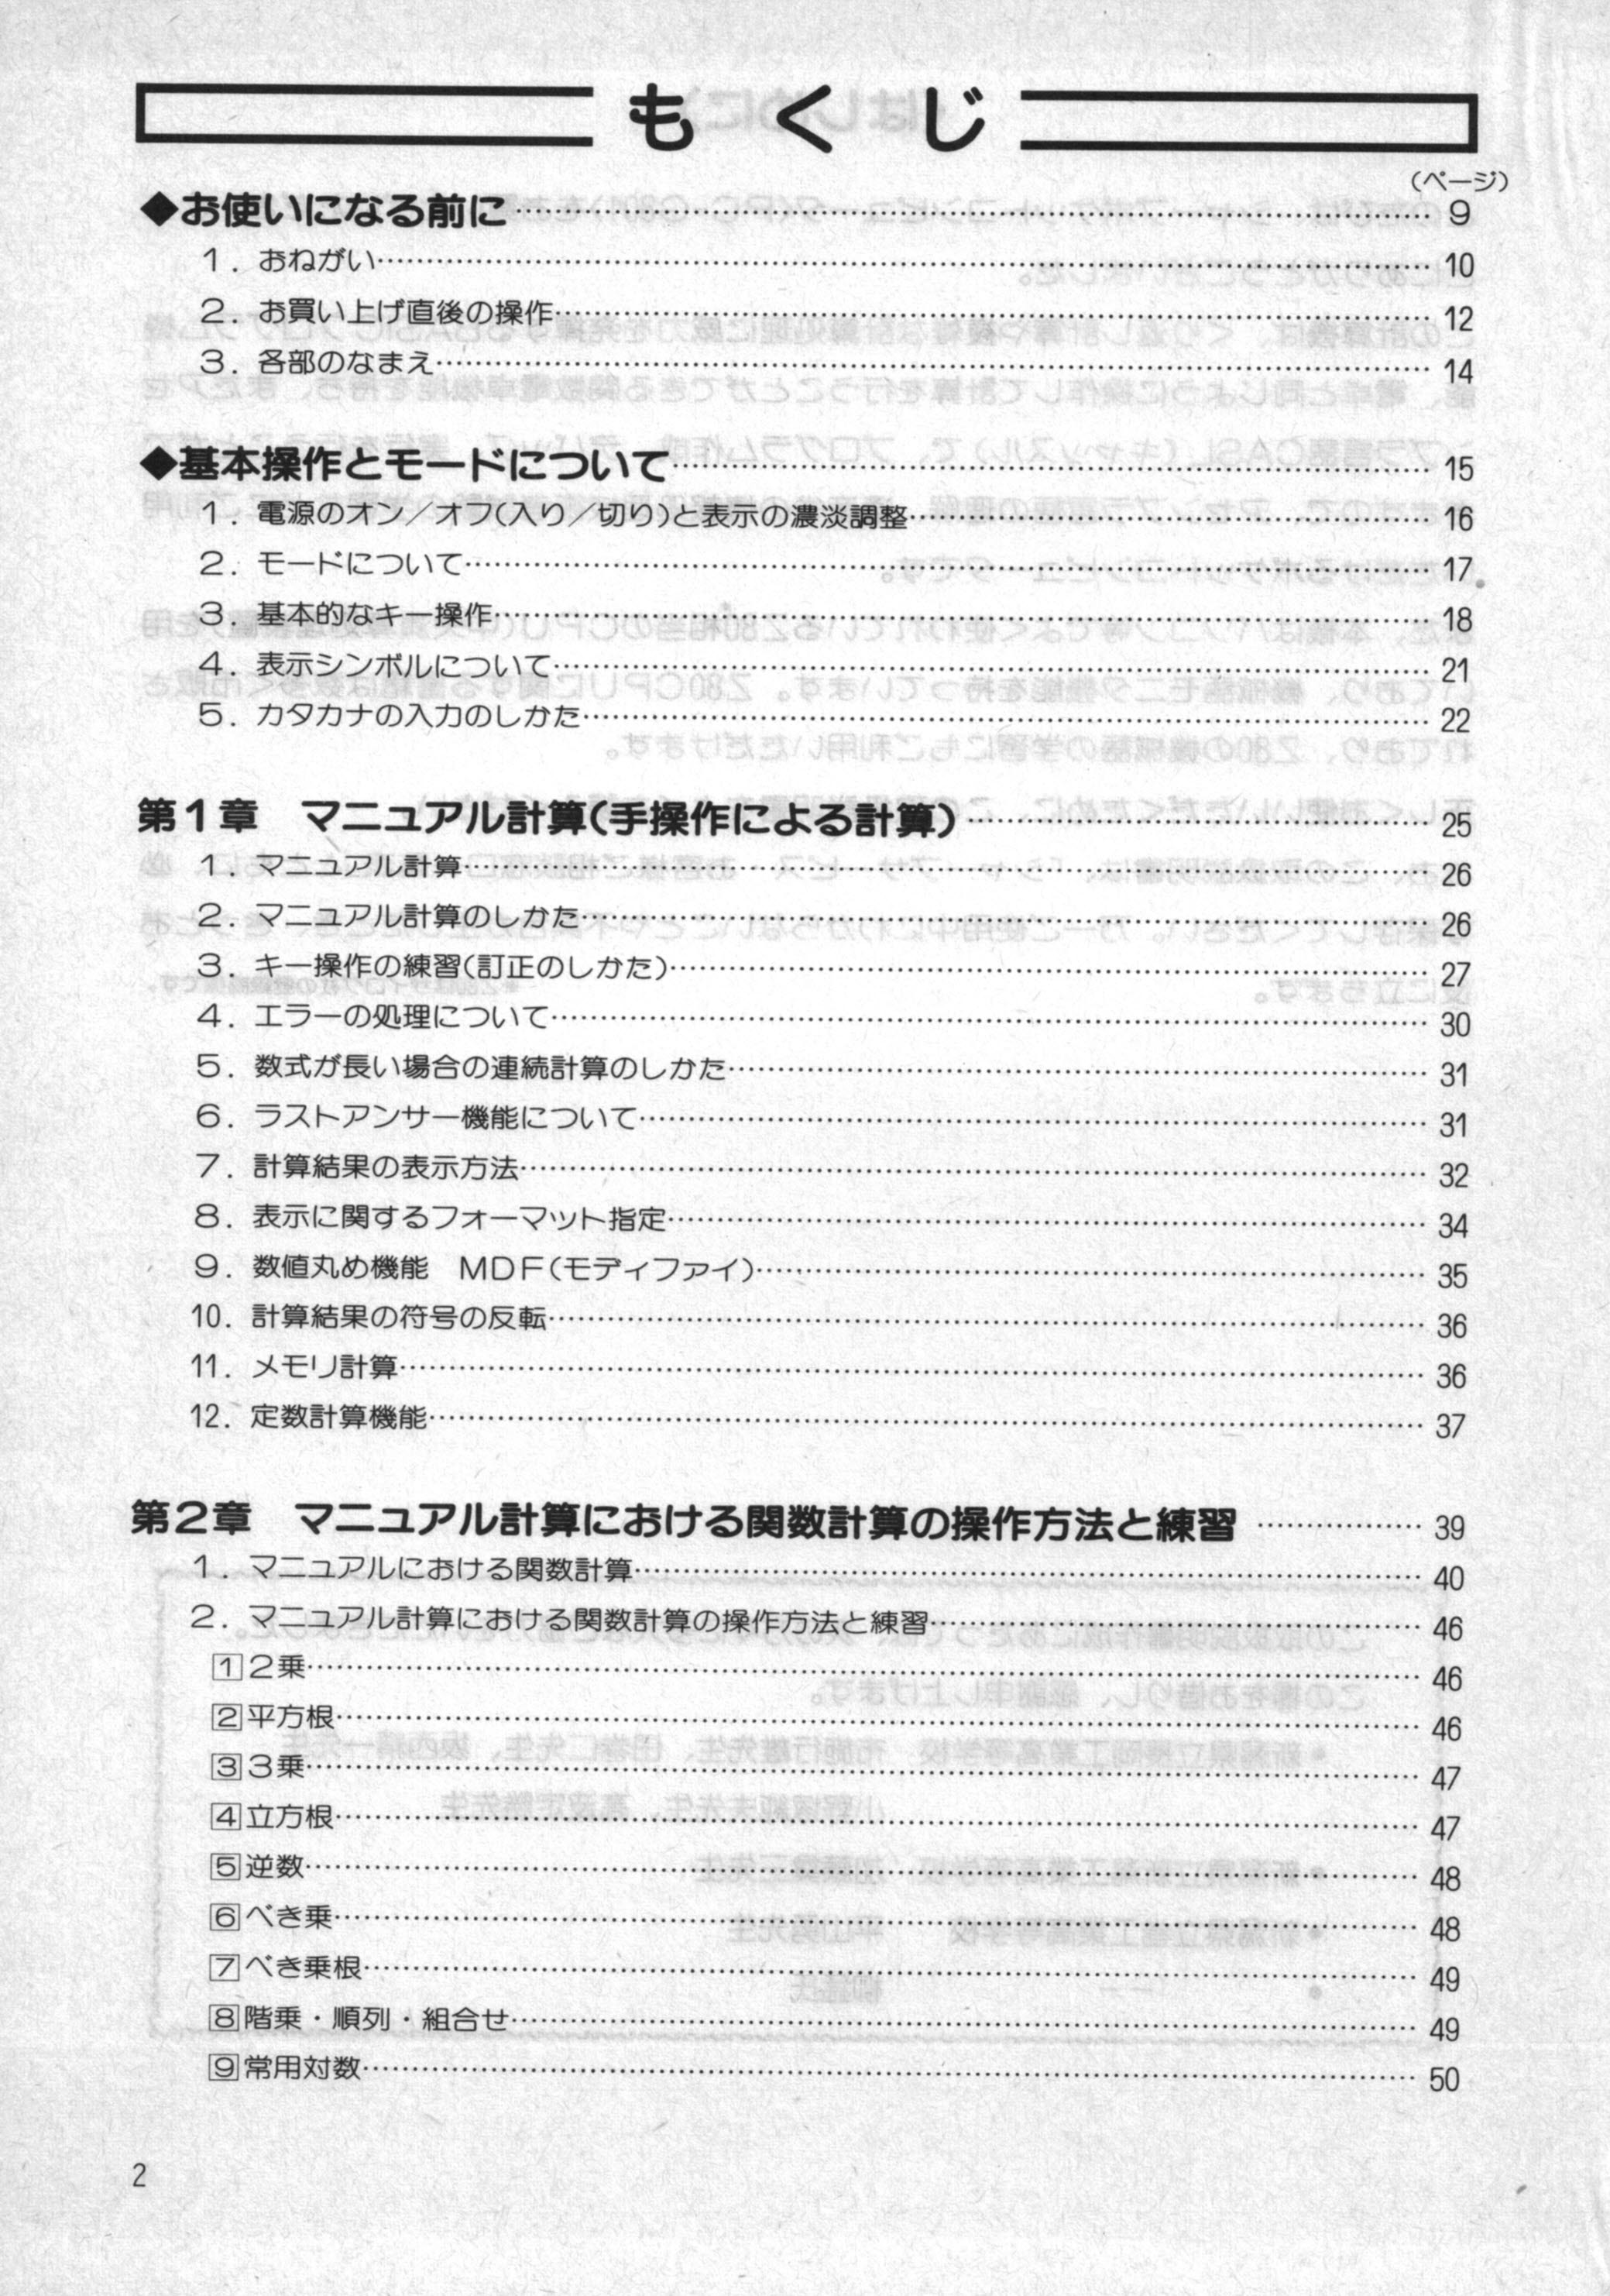 もくじ
(ページ)
◆お使いになる前に…… 9
1. おねがい…… 10
2. お買い上げ直後の操作…… 12
3. 各部のなまえ…… 14
◆基本操作とモードについて…… 15
1. 電源のオン/オフ(入り/切り)と表示の濃淡調整…… 16
2. モードについて…… 17
3. 基本的なキー操作…… 18
4. 表示シンボルについて…… 21
5. カタカナの入力のしかた…… 22
第1章 マニュアル計算(手操作による計算)…… 25
1. マニュアル計算…… 26
2. マニュアル計算のしかた…… 26
3. キー操作の練習(訂正のしかた)…… 27
4. エラーの処理について…… 30
5. 数式が長い場合の連続計算のしかた…… 31
6. ラストアンサー機能について…… 31
7. 計算結果の表示方法…… 32
8. 表示に関するフォーマット指定…… 34
9. 数値丸め機能 MDF(モディファイ)…… 35
10. 計算結果の符号の反転…… 36
11. メモリ計算…… 36
12. 定数計算機能…… 37
第2章 マニュアル計算における関数計算の操作方法と練習…… 39
1. マニュアルにおける関数計算…… 40
2. マニュアル計算における関数計算の操作方法と練習…… 46
1 2乗…… 46
2 平方根…… 46
3 3乗…… 47
4 立方根…… 47
5 逆数…… 48
6 べき乗…… 48
7 べき乗根…… 49
8 階乗・順列・組合せ…… 49
9 常用対数…… 50
2